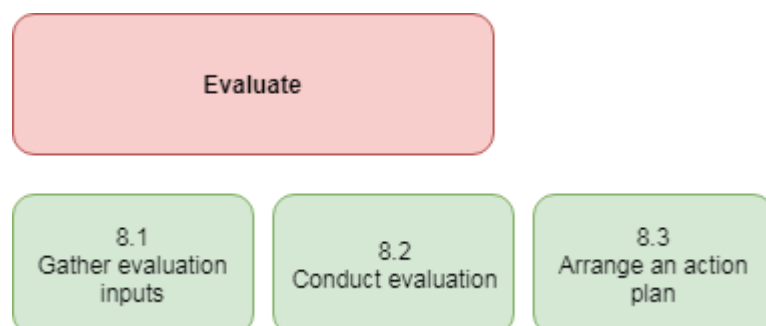 Evaluate
8.1
Gather evaluation
inputs
8.2
Conduct evaluation
8.3
Arrange an action
plan